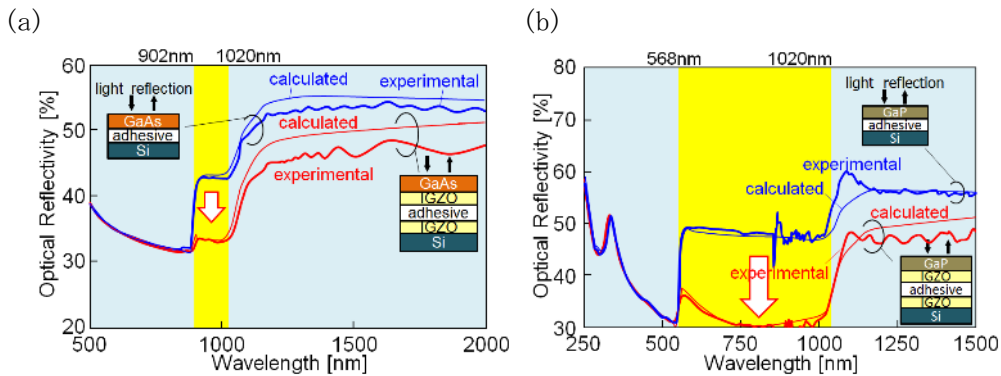 (a)
(b)
902nm
1020nm
60
50
40
30
20
Optical Reflectivity [%]
light reflection
GaAs
adhesive
Si
calculated
experimental
calculated
experimental
GaAs
IGZO
adhesive
IGZO
Si
500
1000
1500
2000
Wavelength [nm]
568nm
1020nm
80
70
60
50
40
30
Optical Reflectivity [%]
light reflection
GaP
adhesive
Si
experimental
calculated
calculated
experimental
GaP
IGZO
adhesive
IGZO
Si
250
500
750
1000
1250
1500
Wavelength [nm]